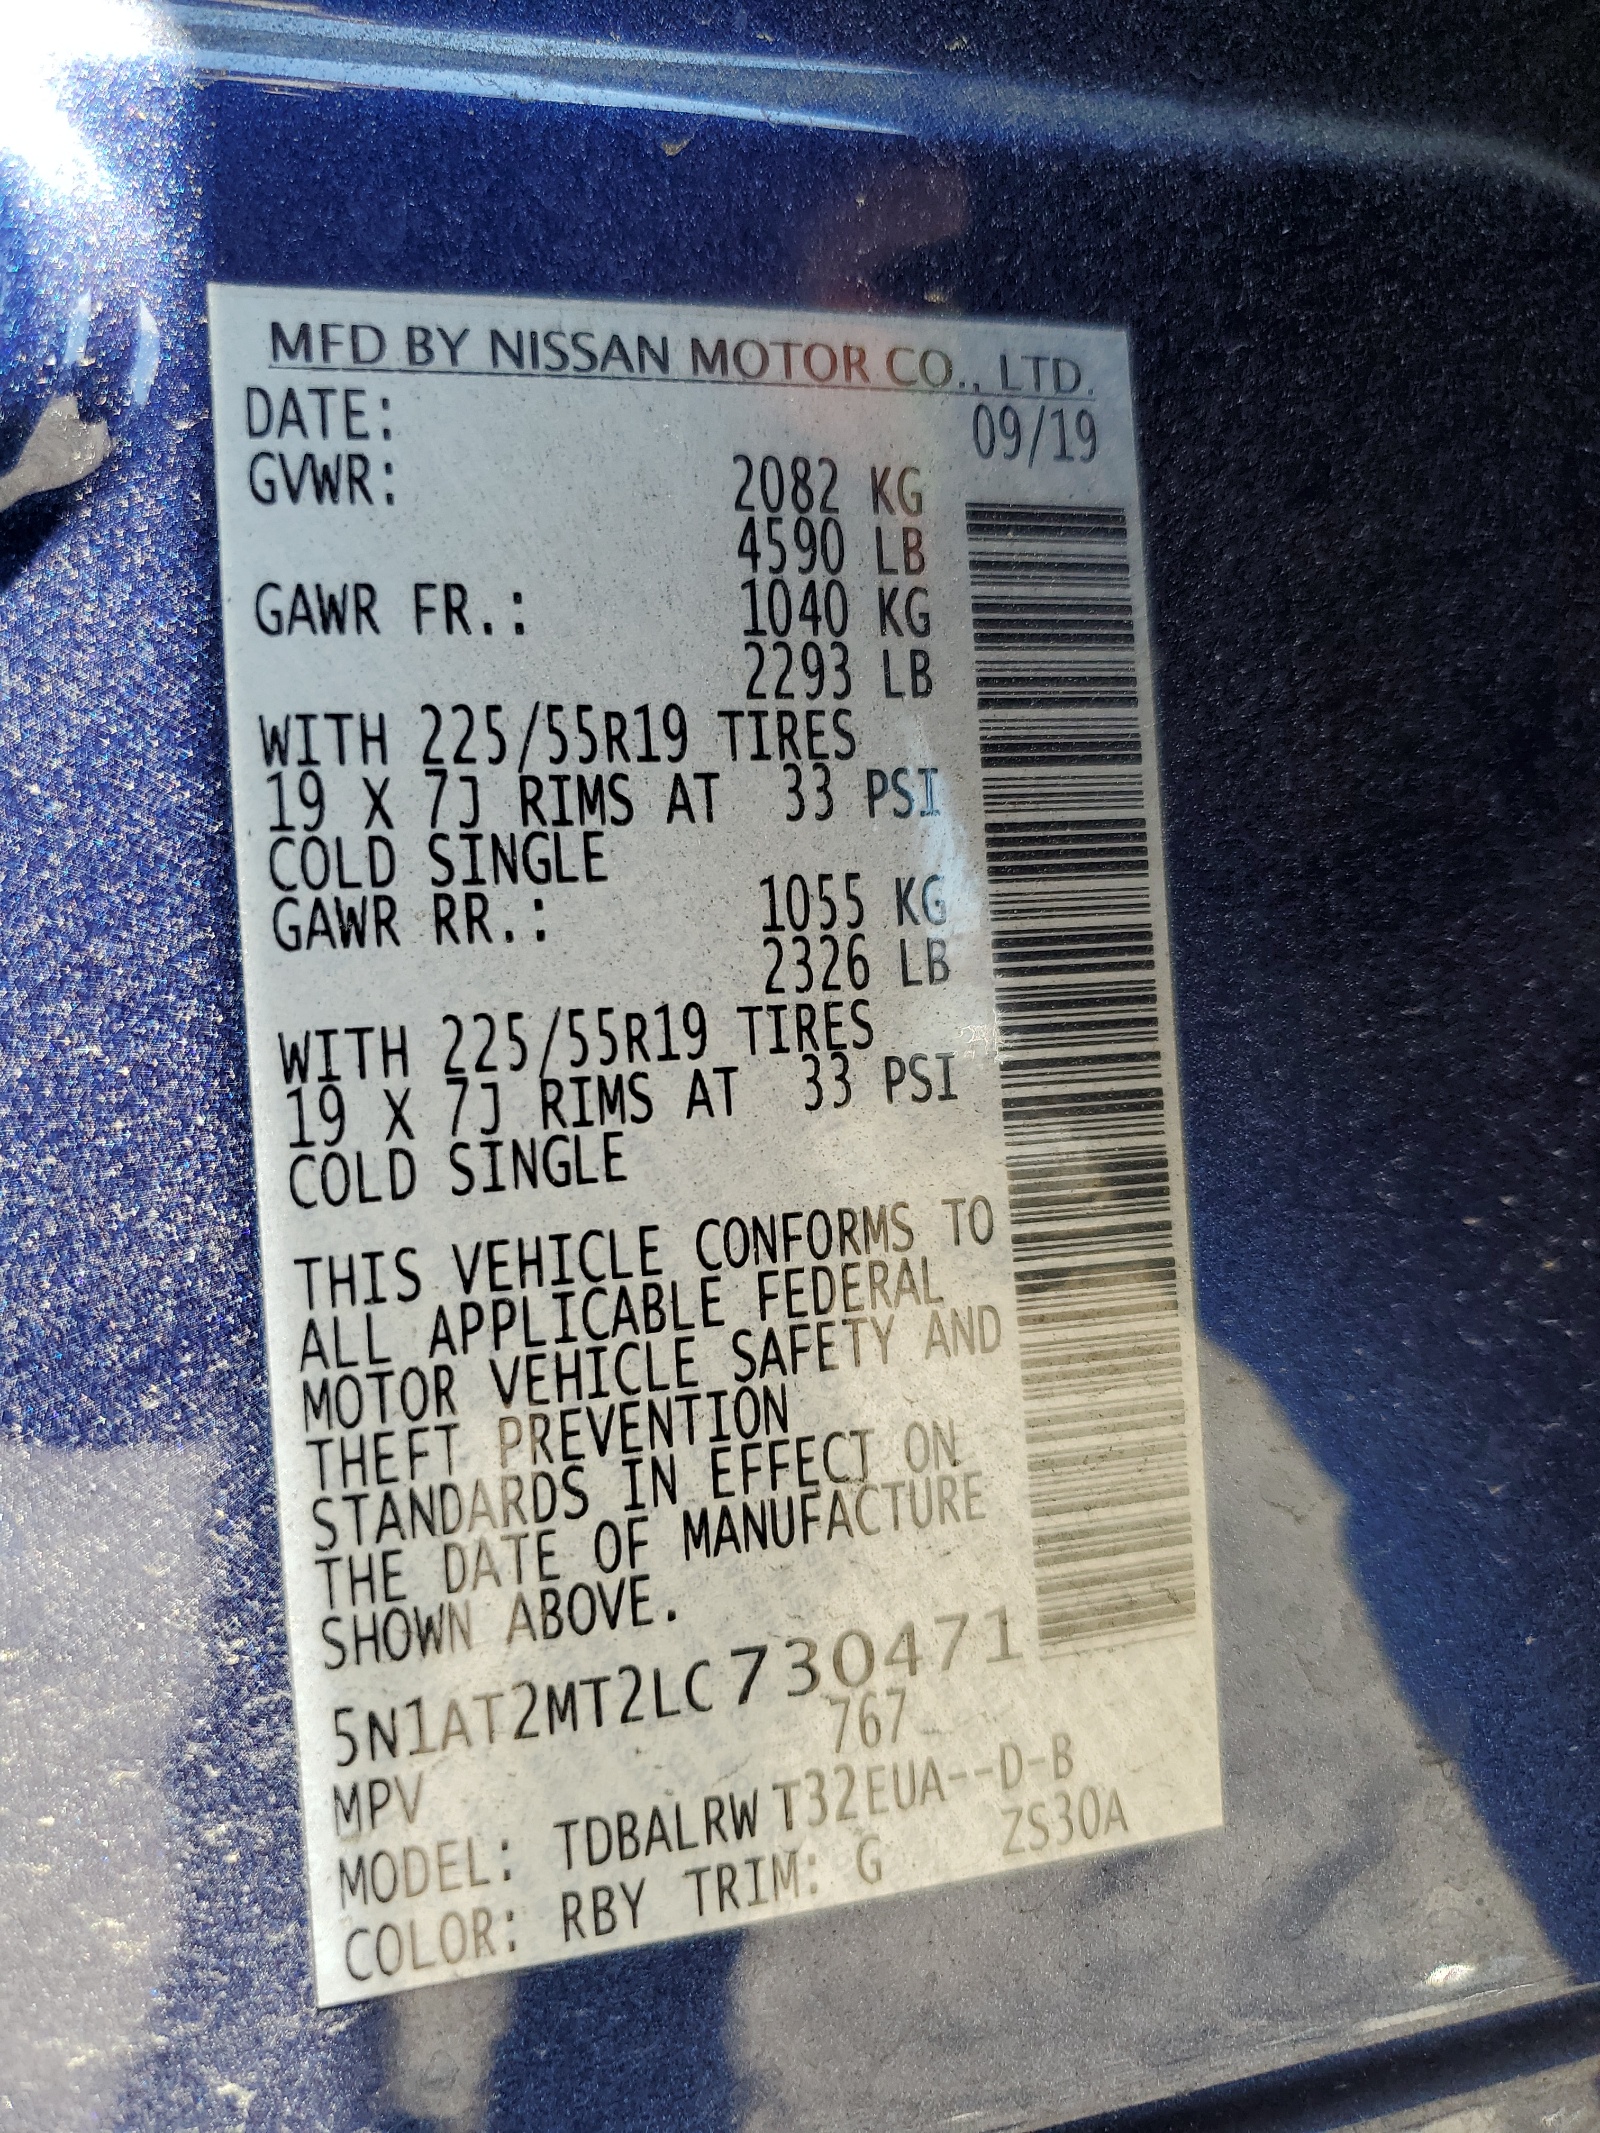 MFD BY NISSAN MOTOR CO., LTD.
DATE: 09/19
GVWR: 2082 KG
4590 LB
GAWR FR.: 1040 KG
2293 LB
WITH 225/55R19 TIRES
19 X 7J RIMS AT 33 PSI
COLD SINGLE
GAWR RR.: 1055 KG
2326 LB
WITH 225/55R19 TIRES
19 X 7J RIMS AT 33 PSI
COLD SINGLE
THIS VEHICLE CONFORMS TO
ALL APPLICABLE FEDERAL
MOTOR VEHICLE SAFETY AND
THEFT PREVENTION
STANDARDS IN EFFECT ON
THE DATE OF MANUFACTURE
SHOWN ABOVE.
5N1AT2MT2LC730471
MPV 767
MODEL: TDBALRWT32EUA--D-B
COLOR: RBY TRIM: G ZS30A